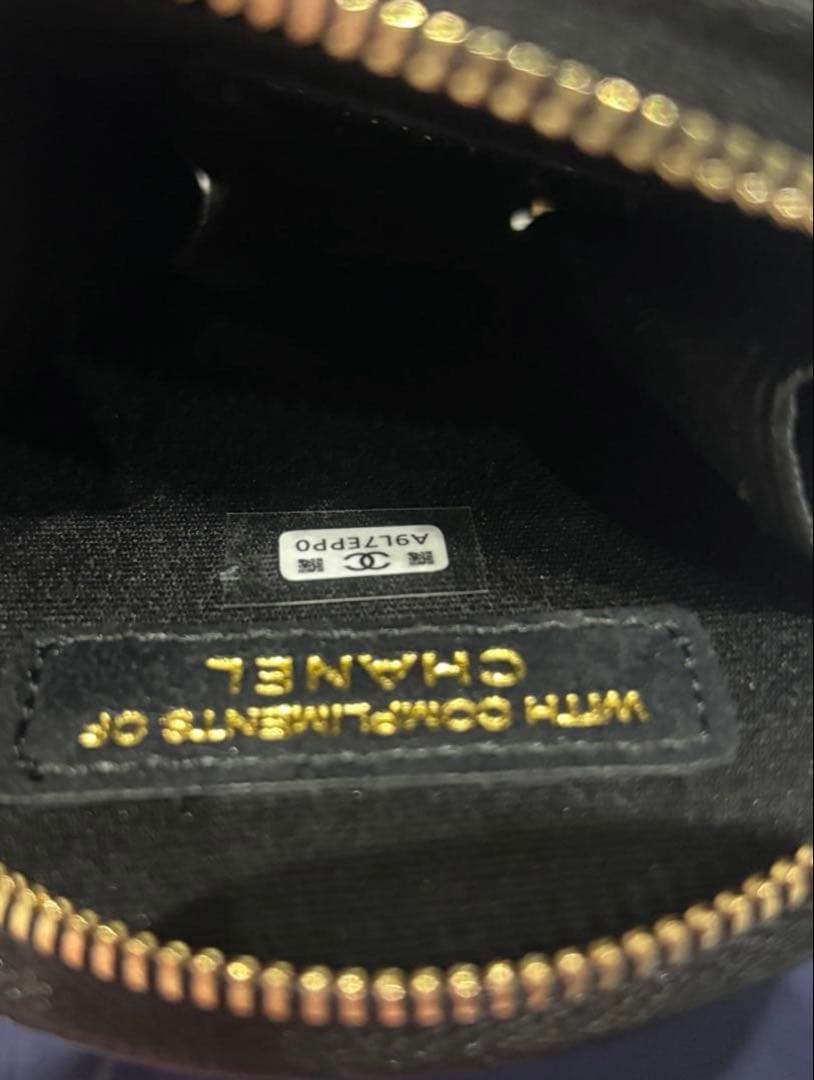 WITH COMPLIMENTS OF
CHANEL
A9L7EPP0